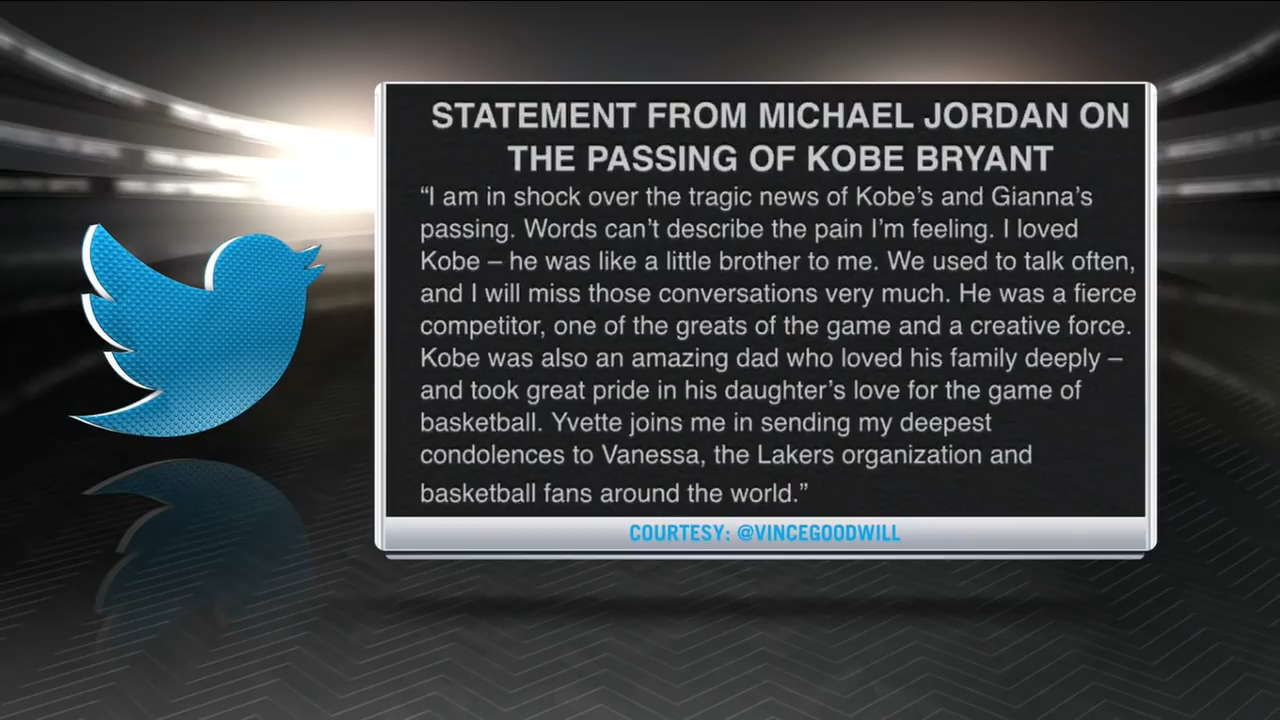 STATEMENT FROM MICHAEL JORDAN ON
THE PASSING OF KOBE BRYANT
“I am in shock over the tragic news of Kobe’s and Gianna’s
passing. Words can’t describe the pain I’m feeling. I loved
Kobe – he was like a little brother to me. We used to talk often,
and I will miss those conversations very much. He was a fierce
competitor, one of the greats of the game and a creative force.
Kobe was also an amazing dad who loved his family deeply –
and took great pride in his daughter’s love for the game of
basketball. Yvette joins me in sending my deepest
condolences to Vanessa, the Lakers organization and
basketball fans around the world.”
COURTESY: @VINCEGOODWILL